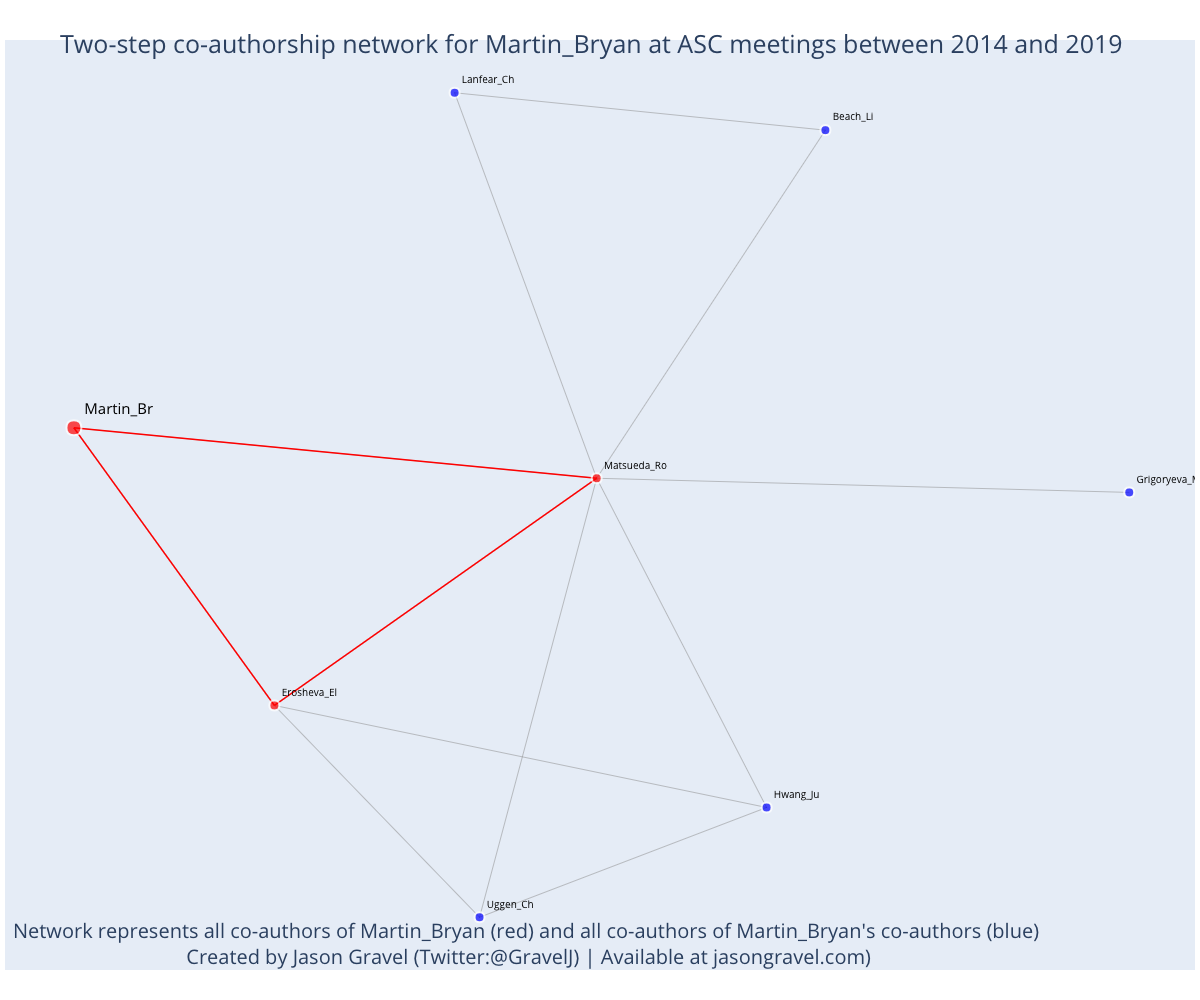 Two-step co-authorship network for Martin_Bryan at ASC meetings between 2014 and 2019
Lanfear_Ch
Beach_Li
Martin_Br
Matsueda_Ro
Grigoryeva_M
Erosheva_El
Hwang_Ju
Uggen_Ch
Network represents all co-authors of Martin_Bryan (red) and all co-authors of Martin_Bryan's co-authors (blue)
Created by Jason Gravel (Twitter:@GravelJ) | Available at jasongravel.com)